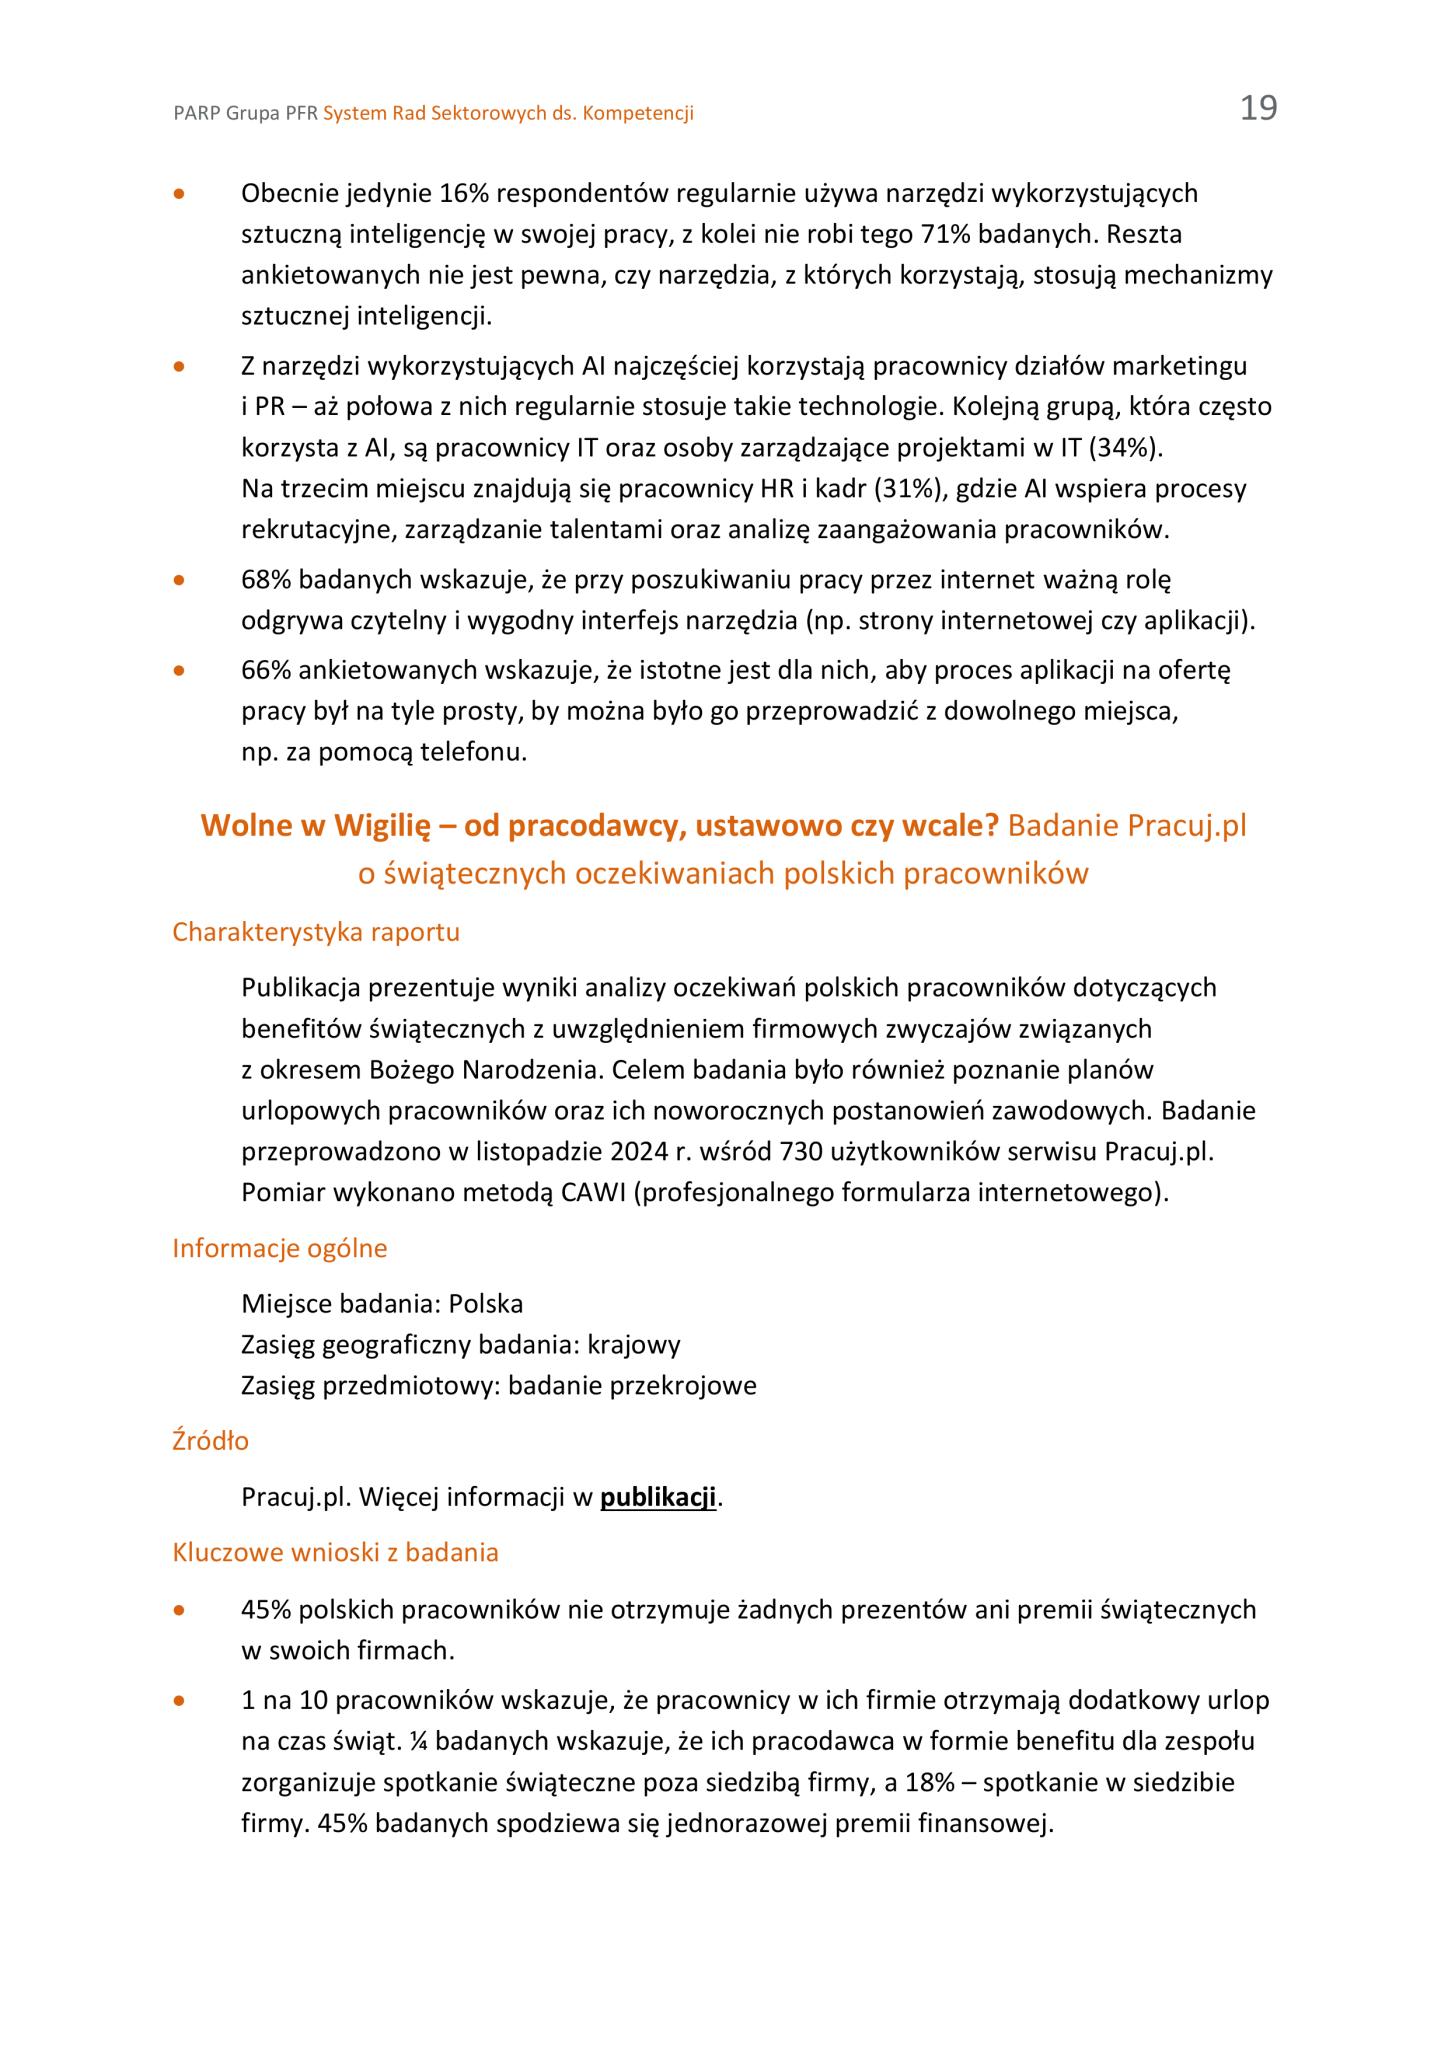 PARP Grupa PFR System Rad Sektorowych ds. Kompetencji 19
• Obecnie jedynie 16% respondentów regularnie używa narzędzi wykorzystujących
sztuczną inteligencję w swojej pracy, z kolei nie robi tego 71% badanych. Reszta
ankietowanych nie jest pewna, czy narzędzia, z których korzystają, stosują mechanizmy
sztucznej inteligencji.
• Z narzędzi wykorzystujących AI najczęściej korzystają pracownicy działów marketingu
i PR – aż połowa z nich regularnie stosuje takie technologie. Kolejną grupą, która często
korzysta z AI, są pracownicy IT oraz osoby zarządzające projektami w IT (34%).
Na trzecim miejscu znajdują się pracownicy HR i kadr (31%), gdzie AI wspiera procesy
rekrutacyjne, zarządzanie talentami oraz analizę zaangażowania pracowników.
• 68% badanych wskazuje, że przy poszukiwaniu pracy przez internet ważną rolę
odgrywa czytelny i wygodny interfejs narzędzia (np. strony internetowej czy aplikacji).
• 66% ankietowanych wskazuje, że istotne jest dla nich, aby proces aplikacji na ofertę
pracy był na tyle prosty, by można było go przeprowadzić z dowolnego miejsca,
np. za pomocą telefonu.
Wolne w Wigilię – od pracodawcy, ustawowo czy wcale? Badanie Pracuj.pl
o świątecznych oczekiwaniach polskich pracowników
Charakterystyka raportu
Publikacja prezentuje wyniki analizy oczekiwań polskich pracowników dotyczących
benefitów świątecznych z uwzględnieniem firmowych zwyczajów związanych
z okresem Bożego Narodzenia. Celem badania było również poznanie planów
urlopowych pracowników oraz ich noworocznych postanowień zawodowych. Badanie
przeprowadzono w listopadzie 2024 r. wśród 730 użytkowników serwisu Pracuj.pl.
Pomiar wykonano metodą CAWI (profesjonalnego formularza internetowego).
Informacje ogólne
Miejsce badania: Polska
Zasięg geograficzny badania: krajowy
Zasięg przedmiotowy: badanie przekrojowe
Źródło
Pracuj.pl. Więcej informacji w publikacji.
Kluczowe wnioski z badania
• 45% polskich pracowników nie otrzymuje żadnych prezentów ani premii świątecznych
w swoich firmach.
• 1 na 10 pracowników wskazuje, że pracownicy w ich firmie otrzymają dodatkowy urlop
na czas świąt. ¼ badanych wskazuje, że ich pracodawca w formie benefitu dla zespołu
zorganizuje spotkanie świąteczne poza siedzibą firmy, a 18% – spotkanie w siedzibie
firmy. 45% badanych spodziewa się jednorazowej premii finansowej.